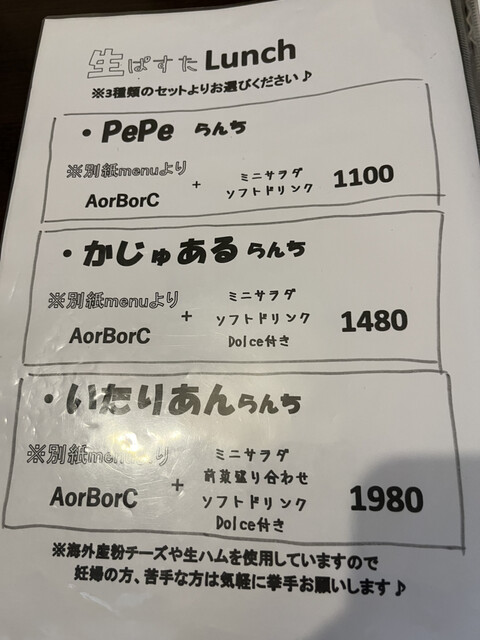 生ぱすたLunch
※3種類のセットよりお選びください♪
・PePe らんち
※別紙menuより
AorBorC
+
ミニサラダ
ソフトドリンク
1100
・かじゅあるらんち
※別紙menuより
AorBorC
+
ミニサラダ
ソフトドリンク
Dolce付き
1480
・いたりあんらんち
※別紙menuより
AorBorC
+
ミニサラダ
前菜盛り合わせ
ソフトドリンク
Dolce付き
1980
※海外産粉チーズや生ハムを使用していますので
妊婦の方、苦手な方は気軽に挙手お願いします♪